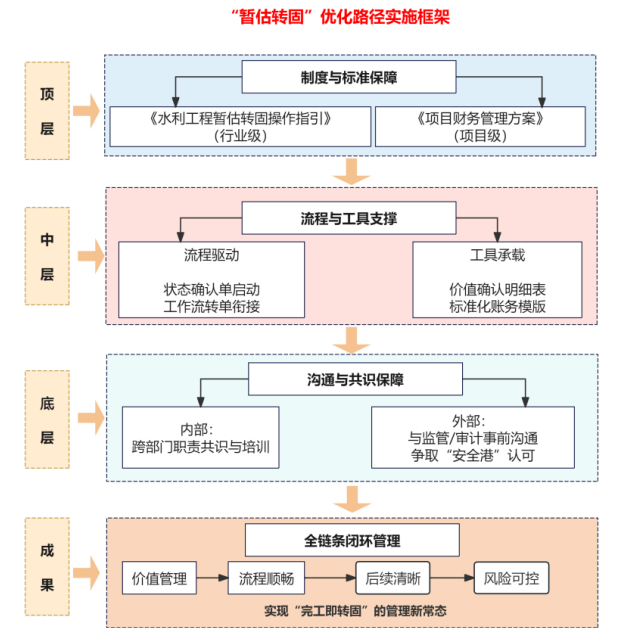 “暂估转固”优化路径实施框架
顶层
制度与标准保障
《水利工程暂估转固操作指引》
（行业级）
《项目财务管理方案》
（项目级）
中层
流程与工具支撑
流程驱动
状态确认单启动
工作流转单衔接
工具承载
价值确认明细表
标准化账务模版
底层
沟通与共识保障
内部：
跨部门职责共识与培训
外部：
与监管/审计事前沟通
争取“安全港”认可
成果
全链条闭环管理
价值管理
流程顺畅
后续清晰
风险可控
实现“完工即转固”的管理新常态